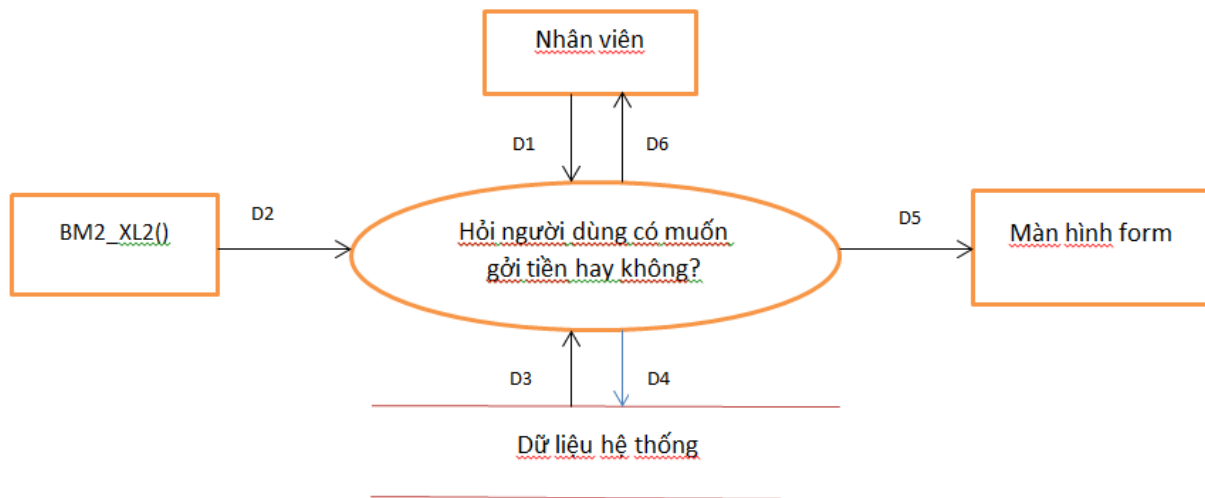 Nhân viên
D1
D6
BM2_XL2()
D2
Hỏi người dùng có muốn
gởi tiền hay không?
D5
Màn hình form
D3
D4
Dữ liệu hệ thống